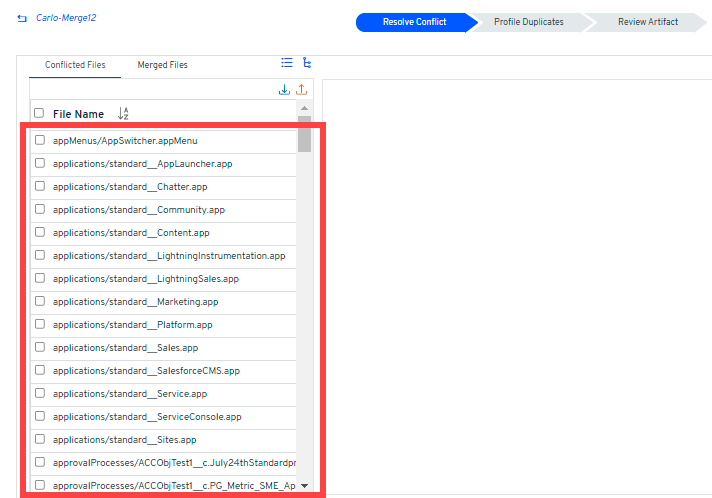 Carlo-Merge12
Resolve Conflict
Profile Duplicates
Review Artifact
Conflicted Files
Merged Files
File Name
appMenus/AppSwitcher.appMenu
applications/standard__AppLauncher.app
applications/standard__Chatter.app
applications/standard__Community.app
applications/standard__Content.app
applications/standard__LightningInstrumentation.app
applications/standard__LightningSales.app
applications/standard__Marketing.app
applications/standard__Platform.app
applications/standard__Sales.app
applications/standard__SalesforceCMS.app
applications/standard__Service.app
applications/standard__ServiceConsole.app
applications/standard__Sites.app
approvalProcesses/ACCObjTest1__c.July24thStandardpr
approvalProcesses/ACCObjTest1__c.PG_Metric_SME_Ap